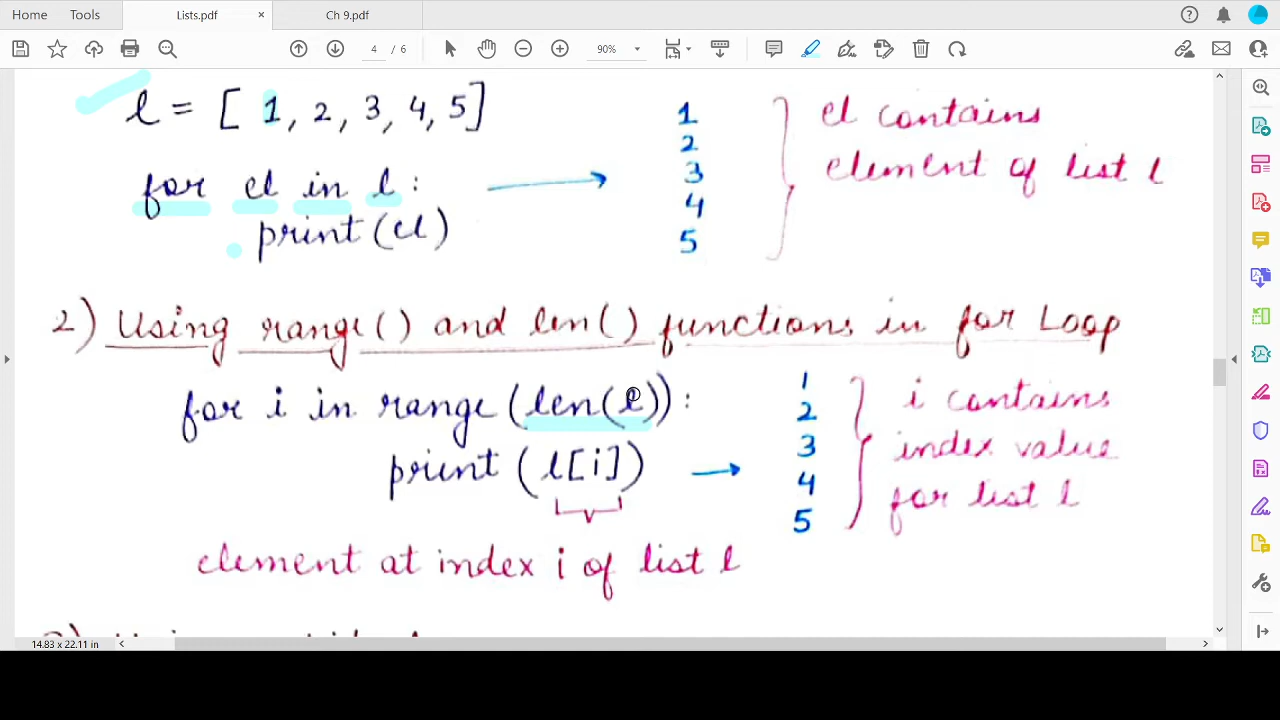 Home
Tools
Lists.pdf
×
Ch 9.pdf
4 / 6
90%
l = [ 1, 2, 3, 4, 5]
for el in l :
print (el)
1
2
3
4
5
el contains
element of list l
2) Using range() and len() functions in for Loop
for i in range (len(l)) :
print (l[i])
1
2
3
4
5
i contains
index value
for list l
element at index i of list l
14.83 x 22.11 in